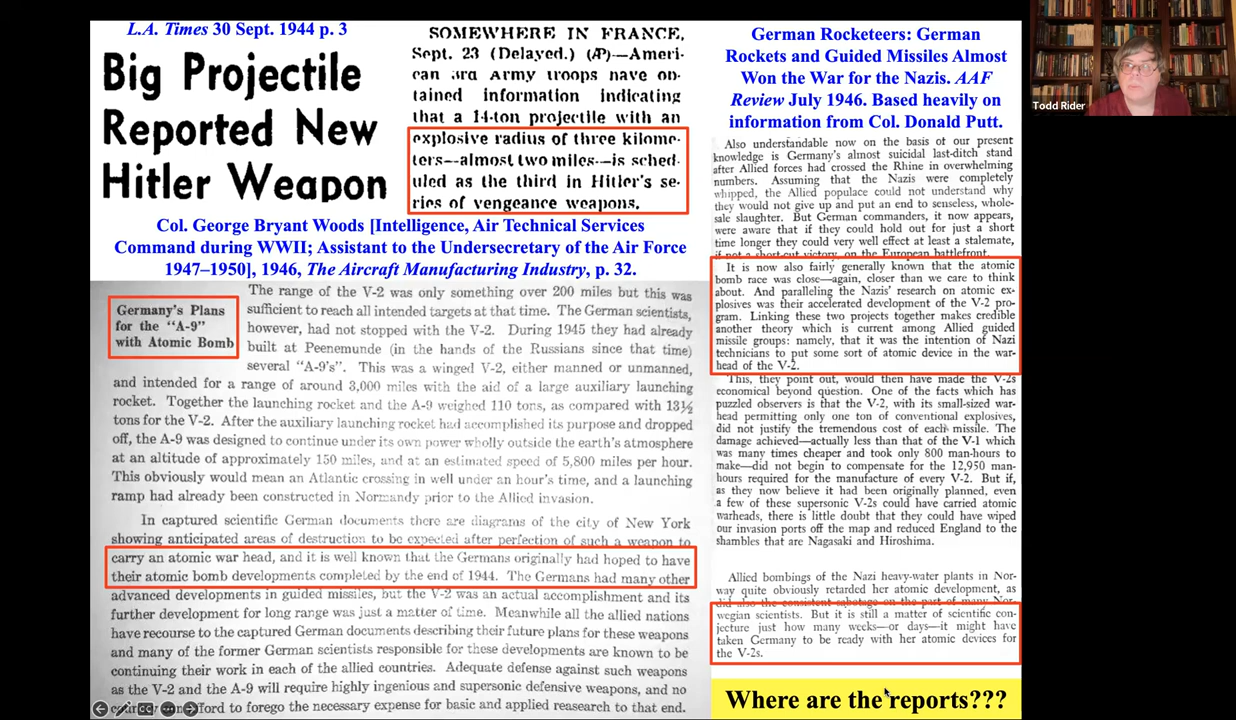 L.A. Times 30 Sept. 1944 p. 3
Big Projectile
Reported New
Hitler Weapon
SOMEWHERE IN FRANCE,
Sept. 23 (Delayed.) (AP)—Ameri-
can 3rd Army troops have ob-
tained information indicating
that a 14-ton projectile with an
explosive radius of three kilome-
ters--almost two miles--is sched-
uled as the third in Hitler's se-
ries of vengeance weapons.
Col. George Bryant Woods [Intelligence, Air Technical Services
Command during WWII; Assistant to the Undersecretary of the Air Force
1947–1950], 1946, The Aircraft Manufacturing Industry, p. 32.
Germany's Plans
for the "A-9"
with Atomic Bomb
The range of the V-2 was only something over 200 miles but this was
sufficient to reach all intended targets at that time. The German scientists,
however, had not stopped with the V-2. During 1945 they had already
built at Peenemunde (in the hands of the Russians since that time)
several "A-9's". This was a winged V-2, either manned or unmanned,
and intended for a range of around 3,000 miles with the aid of a large auxiliary launching
rocket. Together the launching rocket and the A-9 weighed 110 tons, as compared with 13½
tons for the V-2. After the auxiliary launching rocket had accomplished its purpose and dropped
off, the A-9 was designed to continue under its own power wholly outside the earth's atmosphere
at an altitude of approximately 150 miles, and at an estimated speed of 5,800 miles per hour.
This obviously would mean an Atlantic crossing in well under an hour's time, and a launching
ramp had already been constructed in Normandy prior to the Allied invasion.
In captured scientific German documents there are diagrams of the city of New York
showing anticipated areas of destruction to be expected after perfection of such a weapon to
carry an atomic war head, and it is well known that the Germans originally had hoped to have
their atomic bomb developments completed by the end of 1944. The Germans had many other
advanced developments in guided missiles, but the V-2 was an actual accomplishment and its
further development for long range was just a matter of time. Meanwhile all the allied nations
have recourse to the captured German documents describing their future plans for these weapons
and many of the former German scientists responsible for these developments are known to be
continuing their work in each of the allied countries. Adequate defense against such weapons
as the V-2 and the A-9 will require highly ingenious and supersonic defensive weapons, and no
afford to forego the necessary expense for basic and applied reasearch to that end.
German Rocketeers: German
Rockets and Guided Missiles Almost
Won the War for the Nazis. AAF
Review July 1946. Based heavily on
information from Col. Donald Putt.
Also understandable now on the basis of our present
knowledge is Germany's almost suicidal last-ditch stand
after Allied forces had crossed the Rhine in overwhelming
numbers. Assuming that the Nazis were completely
whipped, the Allied populace could not understand why
they would not give up and put an end to senseless, whole-
sale slaughter. But German commanders, it now appears,
were aware that if they could hold out for just a short
time longer they could very well effect at least a stalemate,
if not a short-cut victory, on the European battlefront.
It is now also fairly generally known that the atomic
bomb race was close—again, closer than we care to think
about. And paralleling the Nazis' research on atomic ex-
plosives was their accelerated development of the V-2 pro-
gram. Linking these two projects together makes credible
another theory which is current among Allied guided
missile groups: namely, that it was the intention of Nazi
technicians to put some sort of atomic device in the war-
head of the V-2.
This, they point out, would then have made the V-2s
economical beyond question. One of the facts which has
puzzled observers is that the V-2, with its small-sized war-
head permitting only one ton of conventional explosives,
did not justify the tremendous cost of each missile. The
damage achieved—actually less than that of the V-1 which
was many times cheaper and took only 800 man-hours to
make—did not begin to compensate for the 12,950 man-
hours required for the manufacture of every V-2. But if,
as they now believe it had been originally planned, even
a few of these supersonic V-2s could have carried atomic
warheads, there is little doubt that they could have wiped
our invasion ports off the map and reduced England to the
shambles that are Nagasaki and Hiroshima.
Allied bombings of the Nazi heavy-water plants in Nor-
way quite obviously retarded her atomic development, as
did also the consistent sabotage on the part of many Nor-
wegian scientists. But it is still a matter of scientific con-
jecture just how many weeks—or days—it might have
taken Germany to be ready with her atomic devices for
the V-2s.
Where are the reports???
Todd Rider